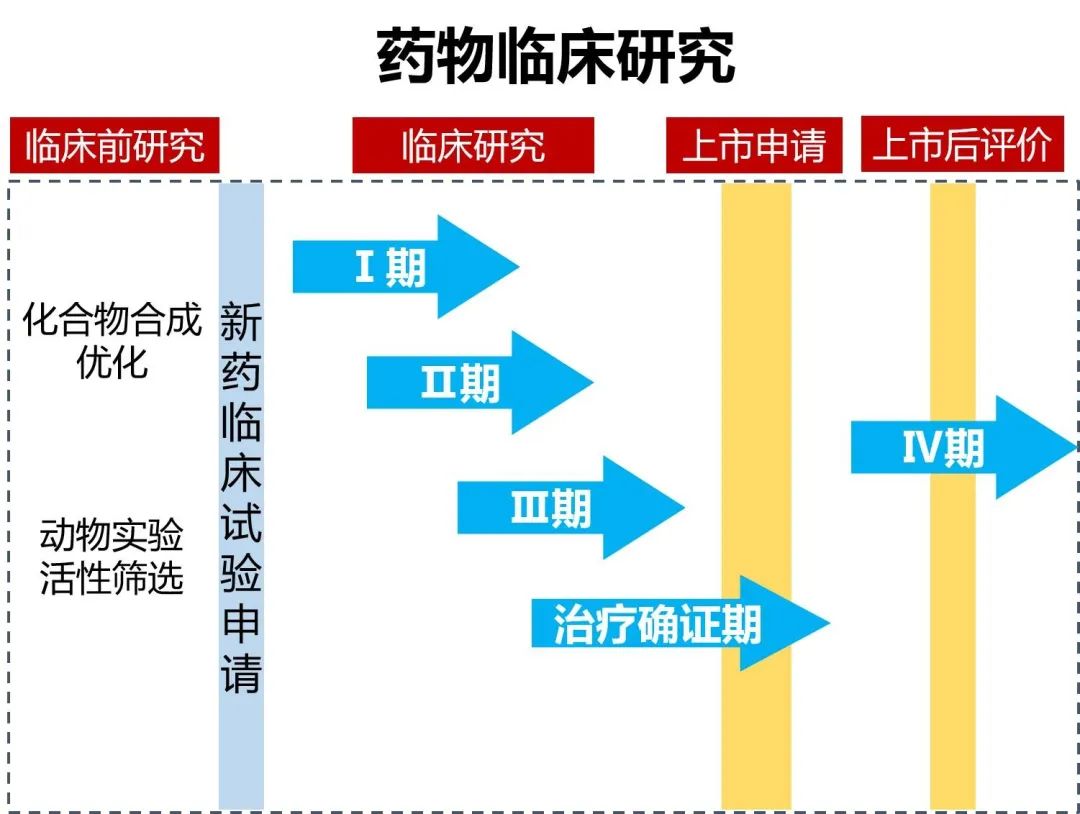 药物临床研究
临床前研究
临床研究
上市申请
上市后评价
化合物合成
优化
动物实验
活性筛选
新药临床试验申请
Ⅰ期
Ⅱ期
Ⅲ期
治疗确证期
Ⅳ期